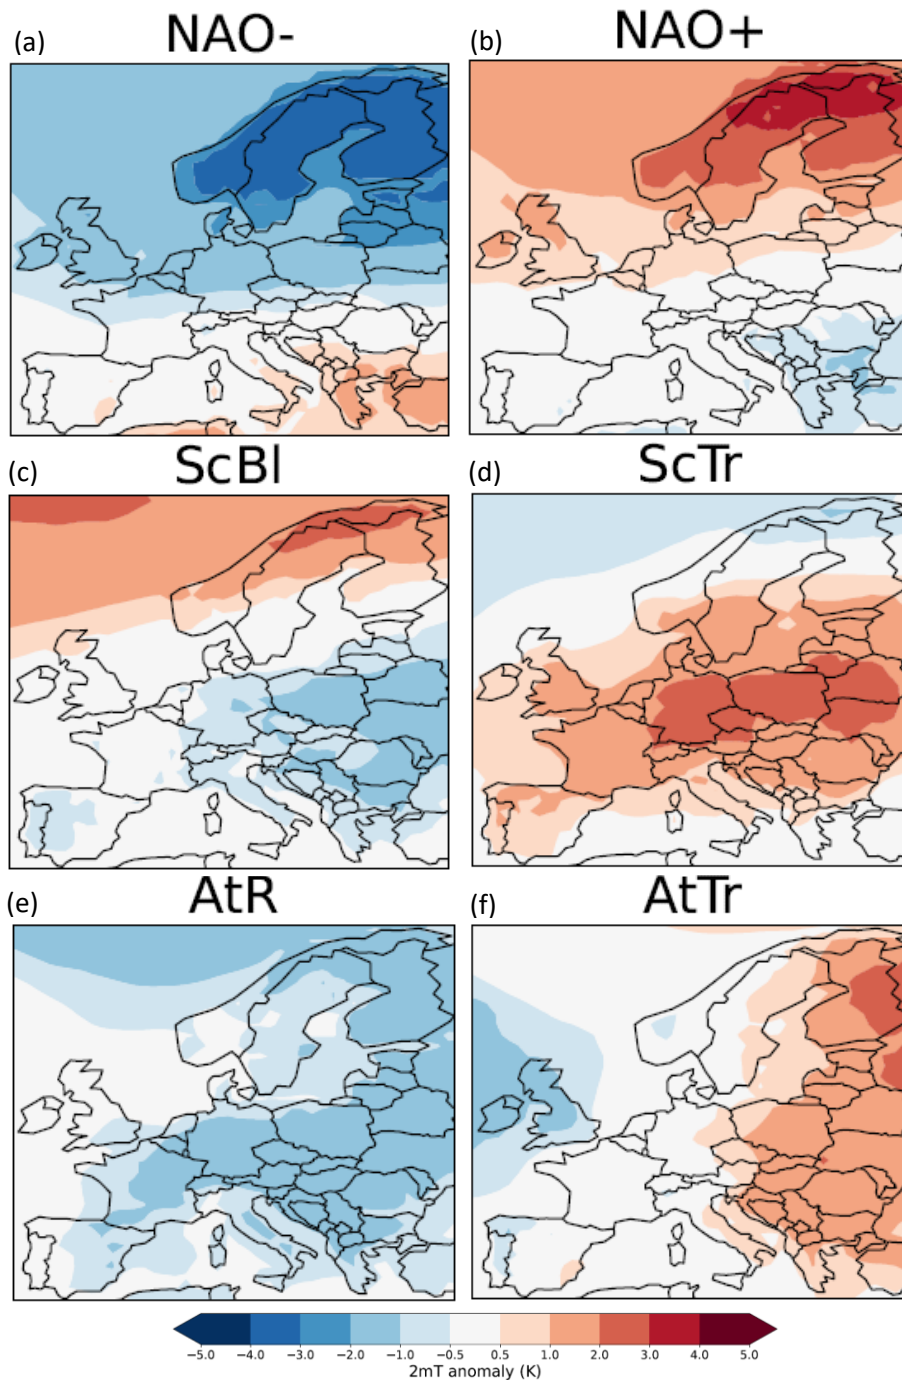 (a) NAO- (b) NAO+
(c) ScBl (d) ScTr
(e) AtR (f) AtTr
−5.0 −4.0 −3.0 −2.0 −1.0 −0.5 0.5 1.0 2.0 3.0 4.0 5.0
2mT anomaly (K)